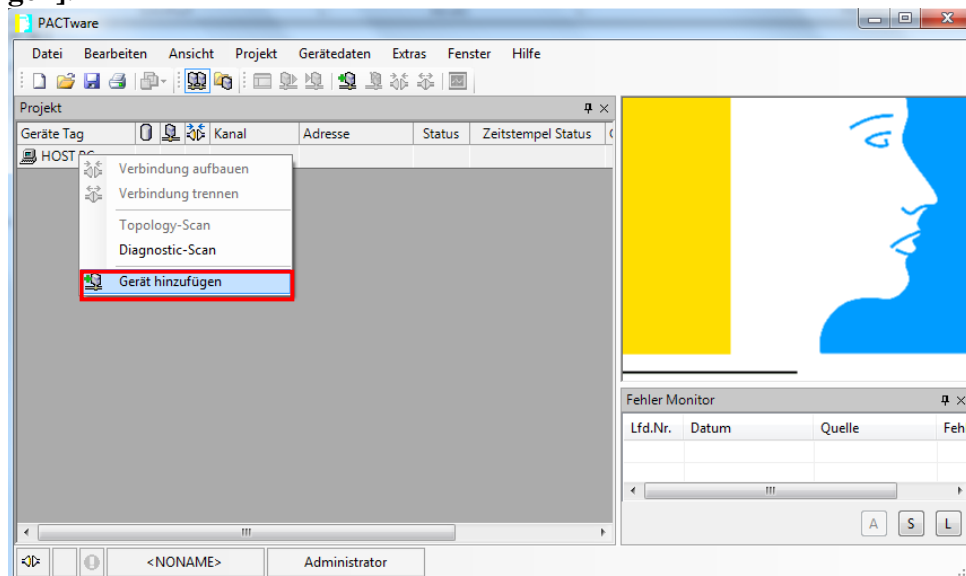 PACTware
Datei Bearbeiten Ansicht Projekt Gerätedaten Extras Fenster Hilfe
Projekt
Geräte Tag Kanal Adresse Status Zeitstempel Status
HOST
Verbindung aufbauen
Verbindung trennen
Topology-Scan
Diagnostic-Scan
Gerät hinzufügen
Fehler Monitor
Lfd.Nr. Datum Quelle Feh
A S L
<NONAME> Administrator